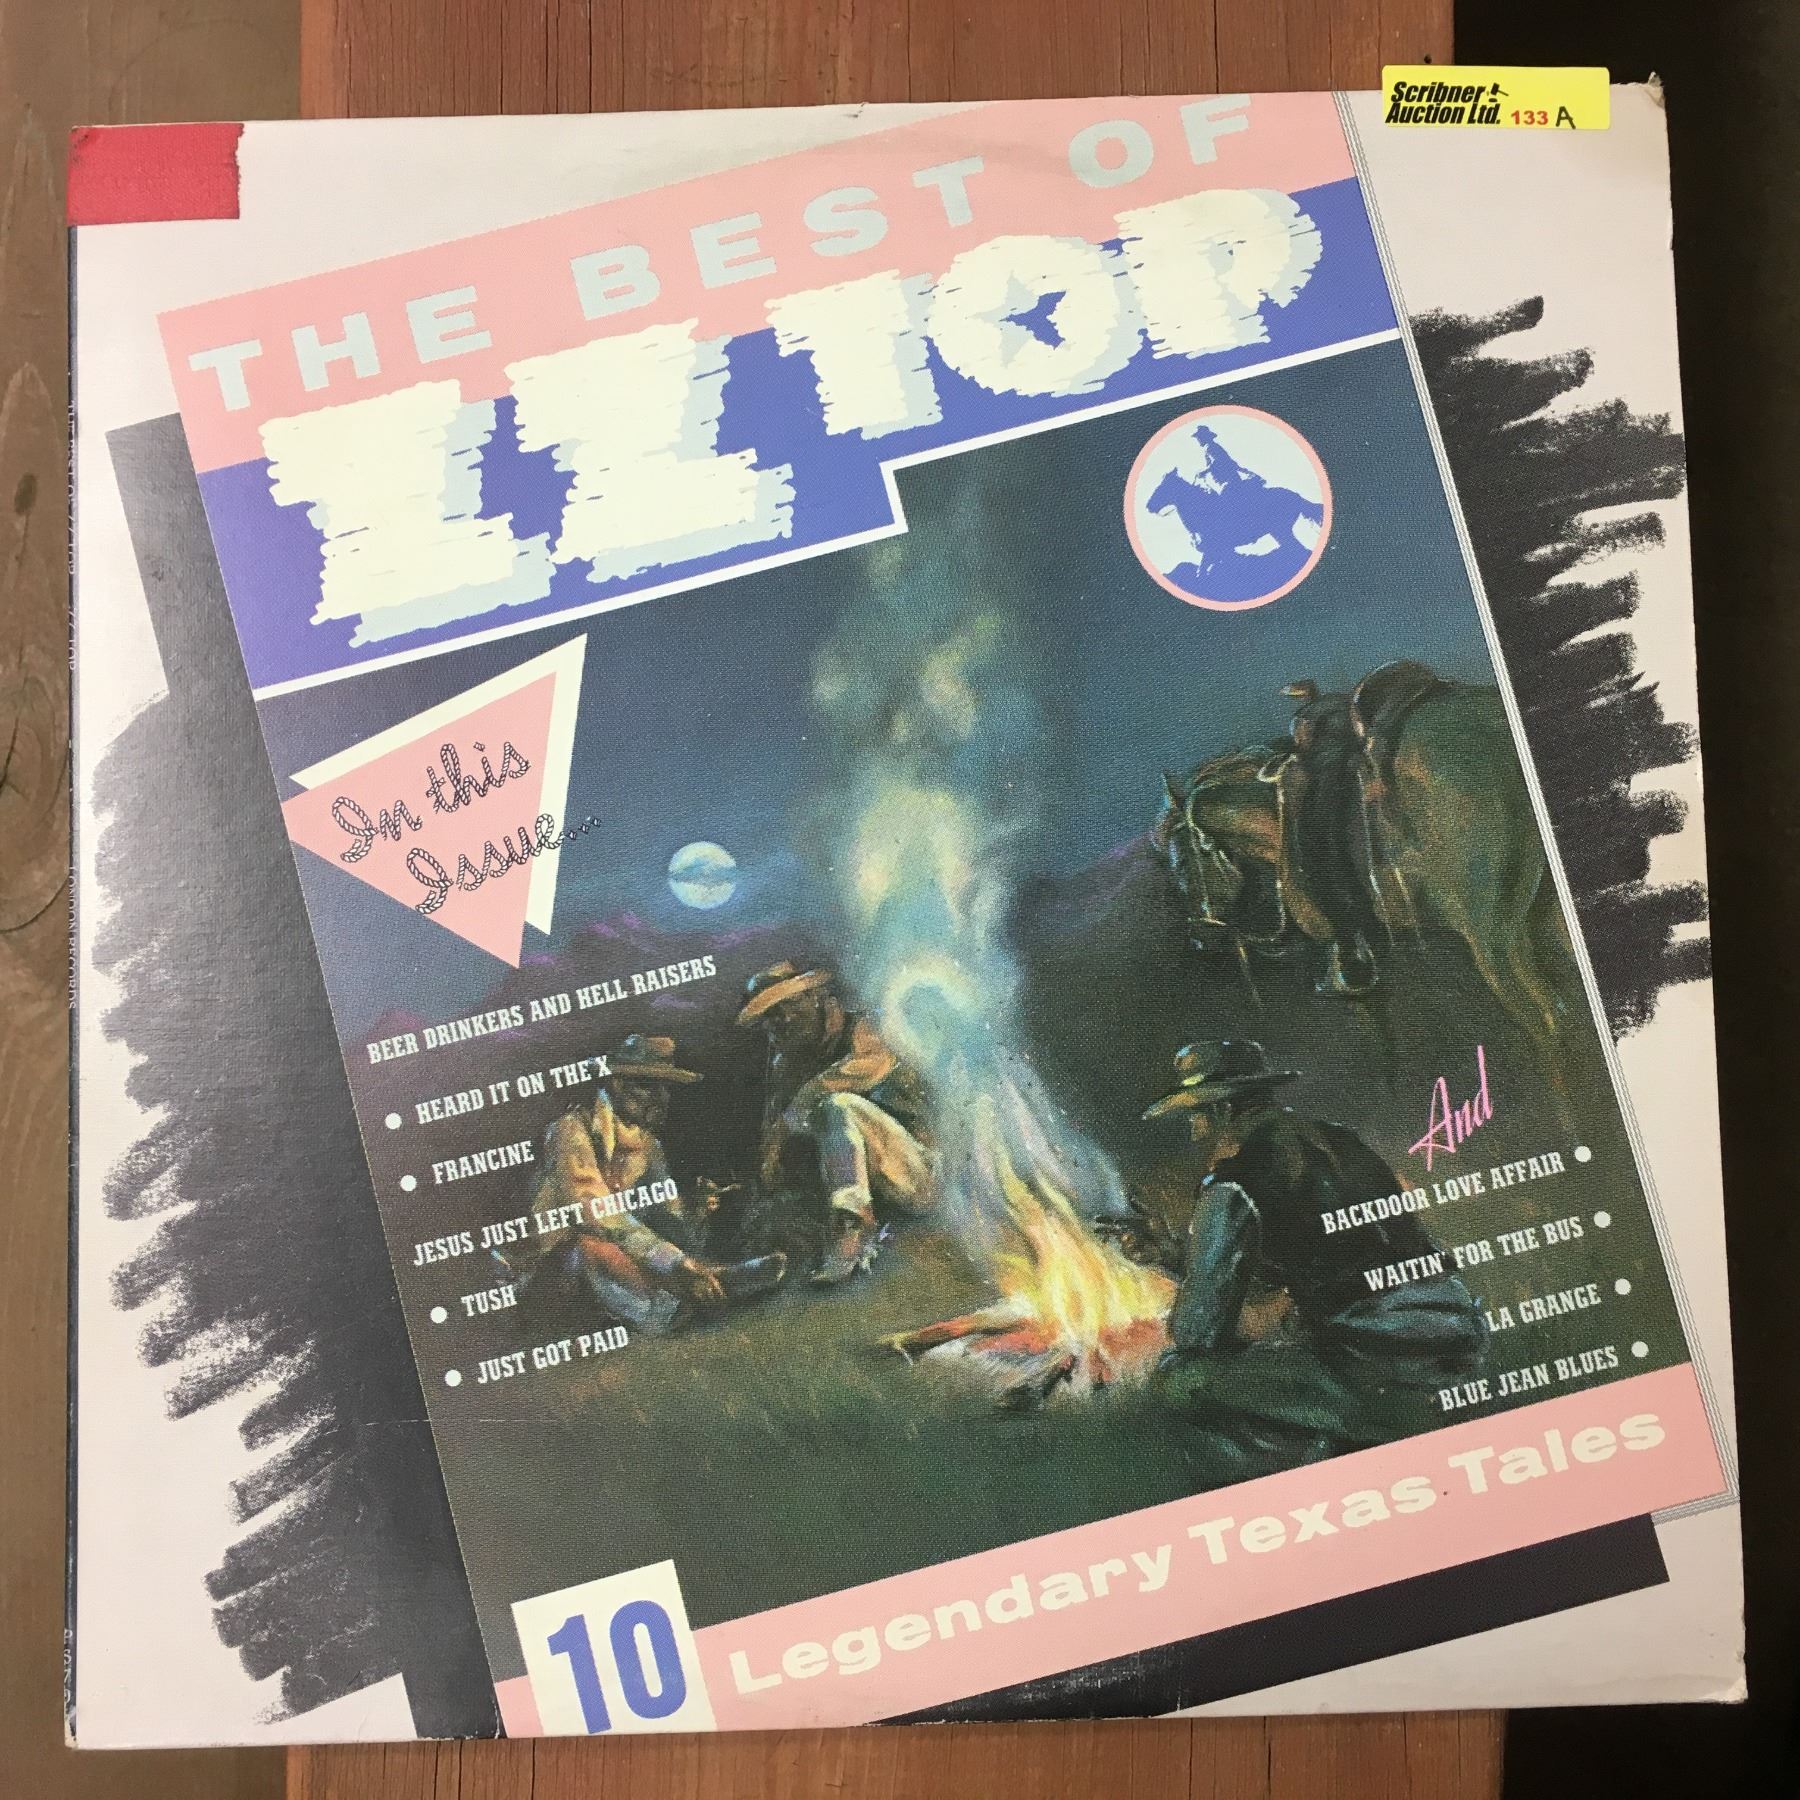 Scribner
Auction Ltd. 133 A
THE BEST OF
ZZ TOP
In this
Issue...
BEER DRINKERS AND HELL RAISERS
• HEARD IT ON THE X
• FRANCINE
JESUS JUST LEFT CHICAGO
• TUSH
• JUST GOT PAID
And
BACKDOOR LOVE AFFAIR •
WAITIN' FOR THE BUS •
LA GRANGE •
BLUE JEAN BLUES •
10 Legendary Texas Tales
LONDON RECORDS